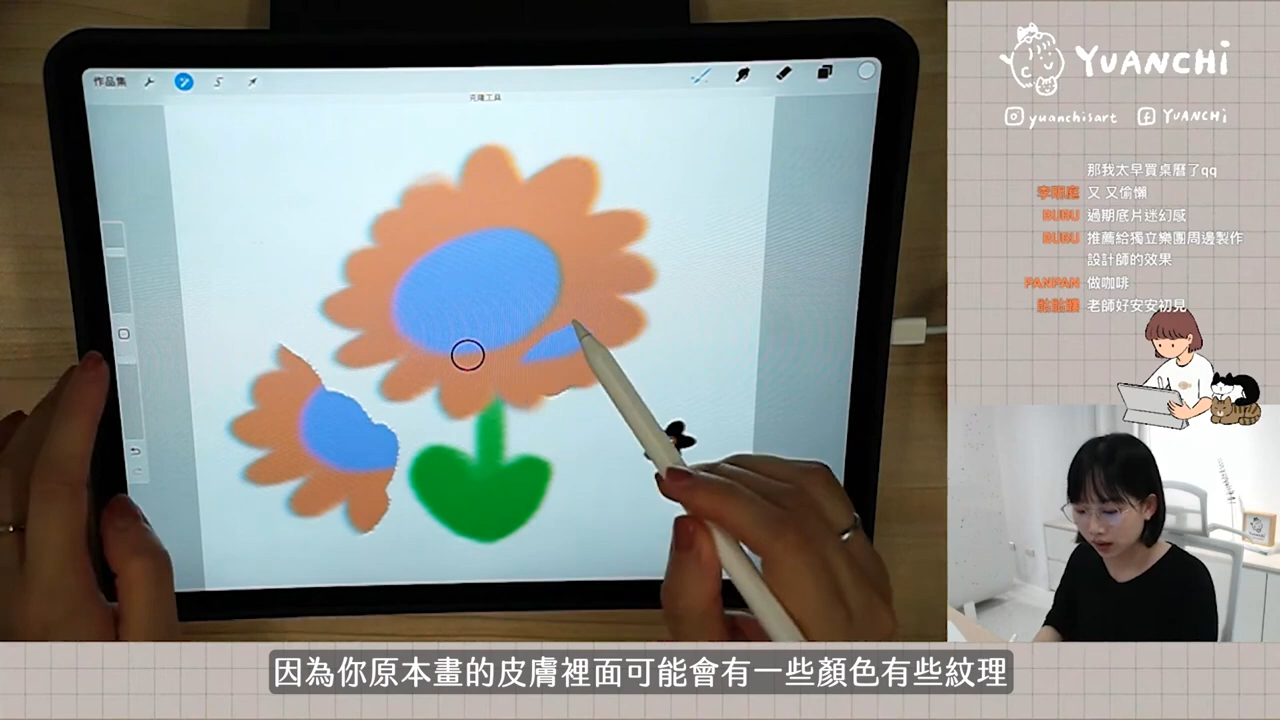 作品集
克隆工具
YUANCHI
yuanchisart
YUANCHI
那我太早買桌曆了qq
李刷庭 又 又偷懶
BUBU 過期底片迷幻感
BUBU 推薦給獨立樂團周邊製作
設計師的效果
PANPAN 做咖啡
老師好安安初見
因為你原本畫的皮膚裡面可能會有一些顏色有些紋理